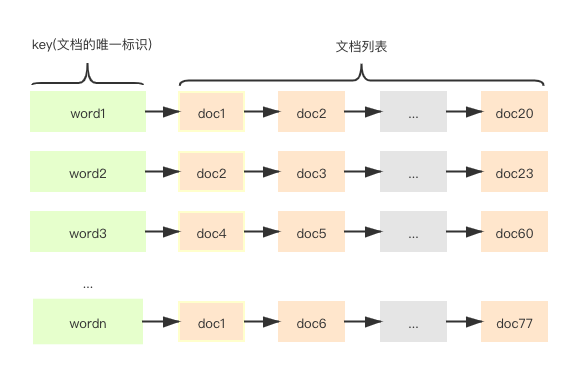 key(文档的唯一标识)
文档列表
word1 doc1 doc2 ... doc20
word2 doc2 doc3 ... doc23
word3 doc4 doc5 ... doc60
...
wordn doc1 doc6 ... doc77